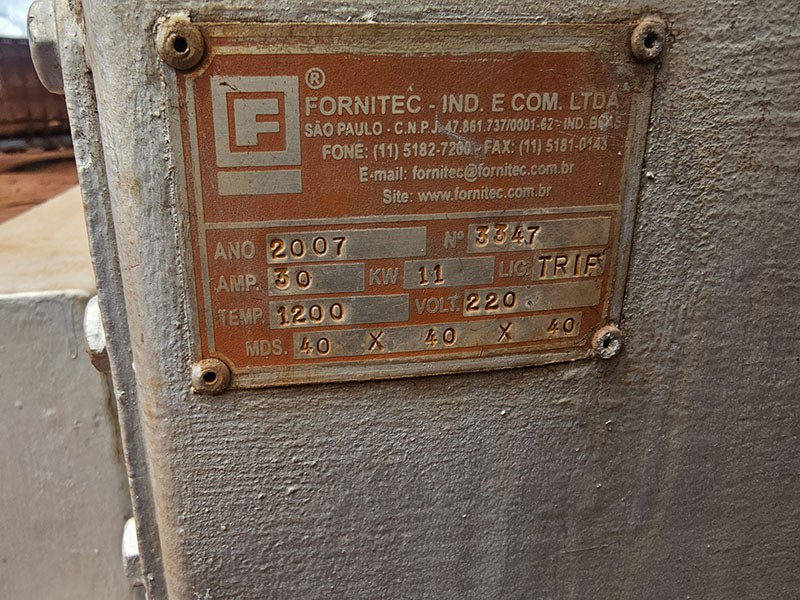 F
®
FORNITEC - IND. E COM. LTDA
SÃO PAULO - C.N.P.J. 47.861.737/0001-62 - IND. BRAS
FONE: (11) 5182-7200 - FAX: (11) 5181-0143
E-mail: fornitec@fornitec.com.br
Site: www.fornitec.com.br
ANO 2007 Nº 3347
AMP. 30 KW 11 LIG. TRIF
TEMP. 1200 VOLT. 220
MDS. 40 X 40 X 40